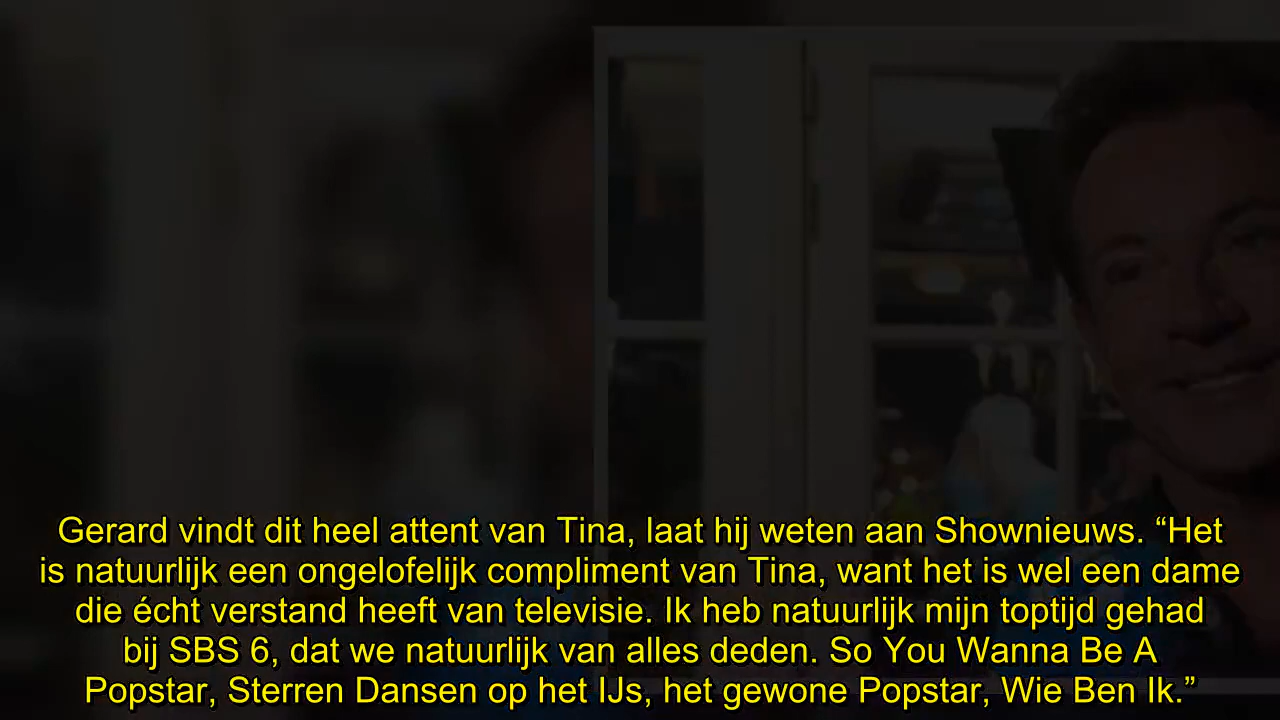 Gerard vindt dit heel attent van Tina, laat hij weten aan Shownieuws. “Het
is natuurlijk een ongelofelijk compliment van Tina, want het is wel een dame
die écht verstand heeft van televisie. Ik heb natuurlijk mijn toptijd gehad
bij SBS 6, dat we natuurlijk van alles deden. So You Wanna Be A
Popstar, Sterren Dansen op het IJs, het gewone Popstar, Wie Ben Ik.”